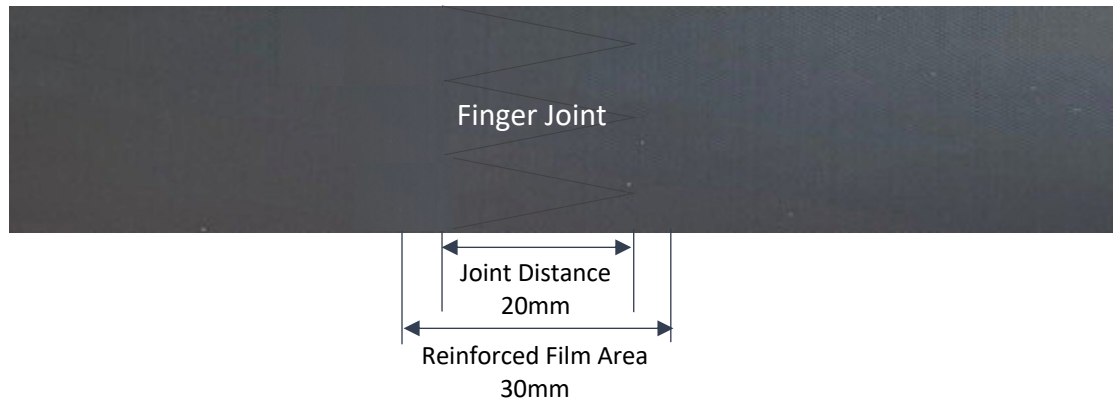 Finger Joint
Joint Distance
20mm
Reinforced Film Area
30mm